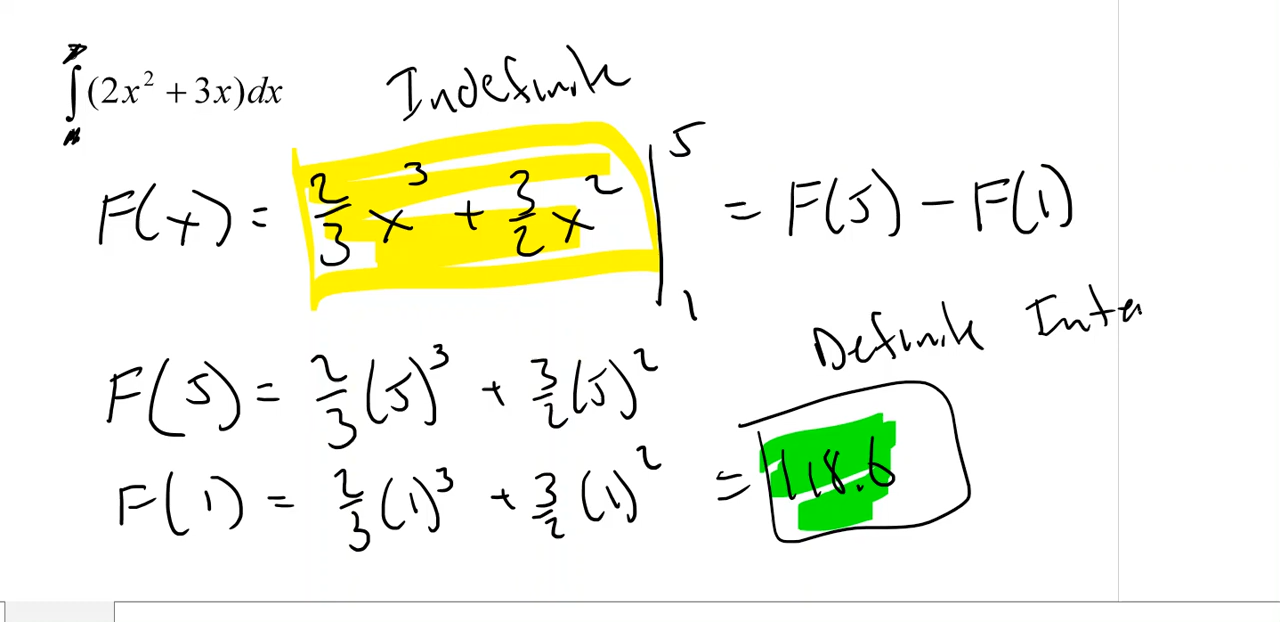 ∫(2x² + 3x)dx
Indefinite
F(x) = 2/3 x³ + 3/2 x² |₁⁵ = F(5) – F(1)
Definite Inte
F(5) = 2/3 (5)³ + 3/2 (5)²
F(1) = 2/3 (1)³ + 3/2 (1)² = 118.6